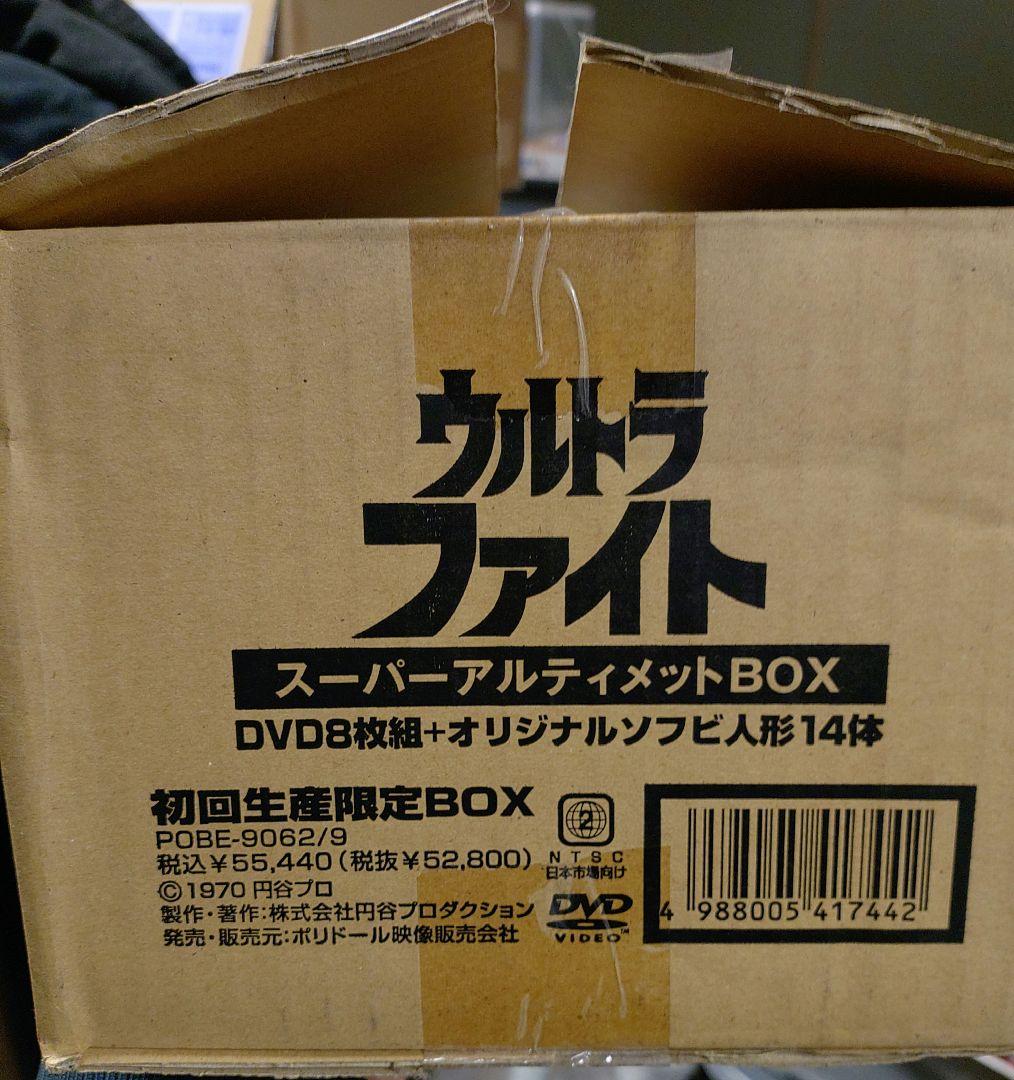 ウルトラ
ファイト
スーパーアルティメットBOX
DVD8枚組+オリジナルソフビ人形14体
初回生産限定BOX
POBE-9062/9
税込￥55,440(税抜￥52,800)
©1970 円谷プロ
製作・著作:株式会社円谷プロダクション
発売・販売元:ポリドール映像販売会社
2
NTSC
日本市場向け
DVD
VIDEO™
4 988005 417442